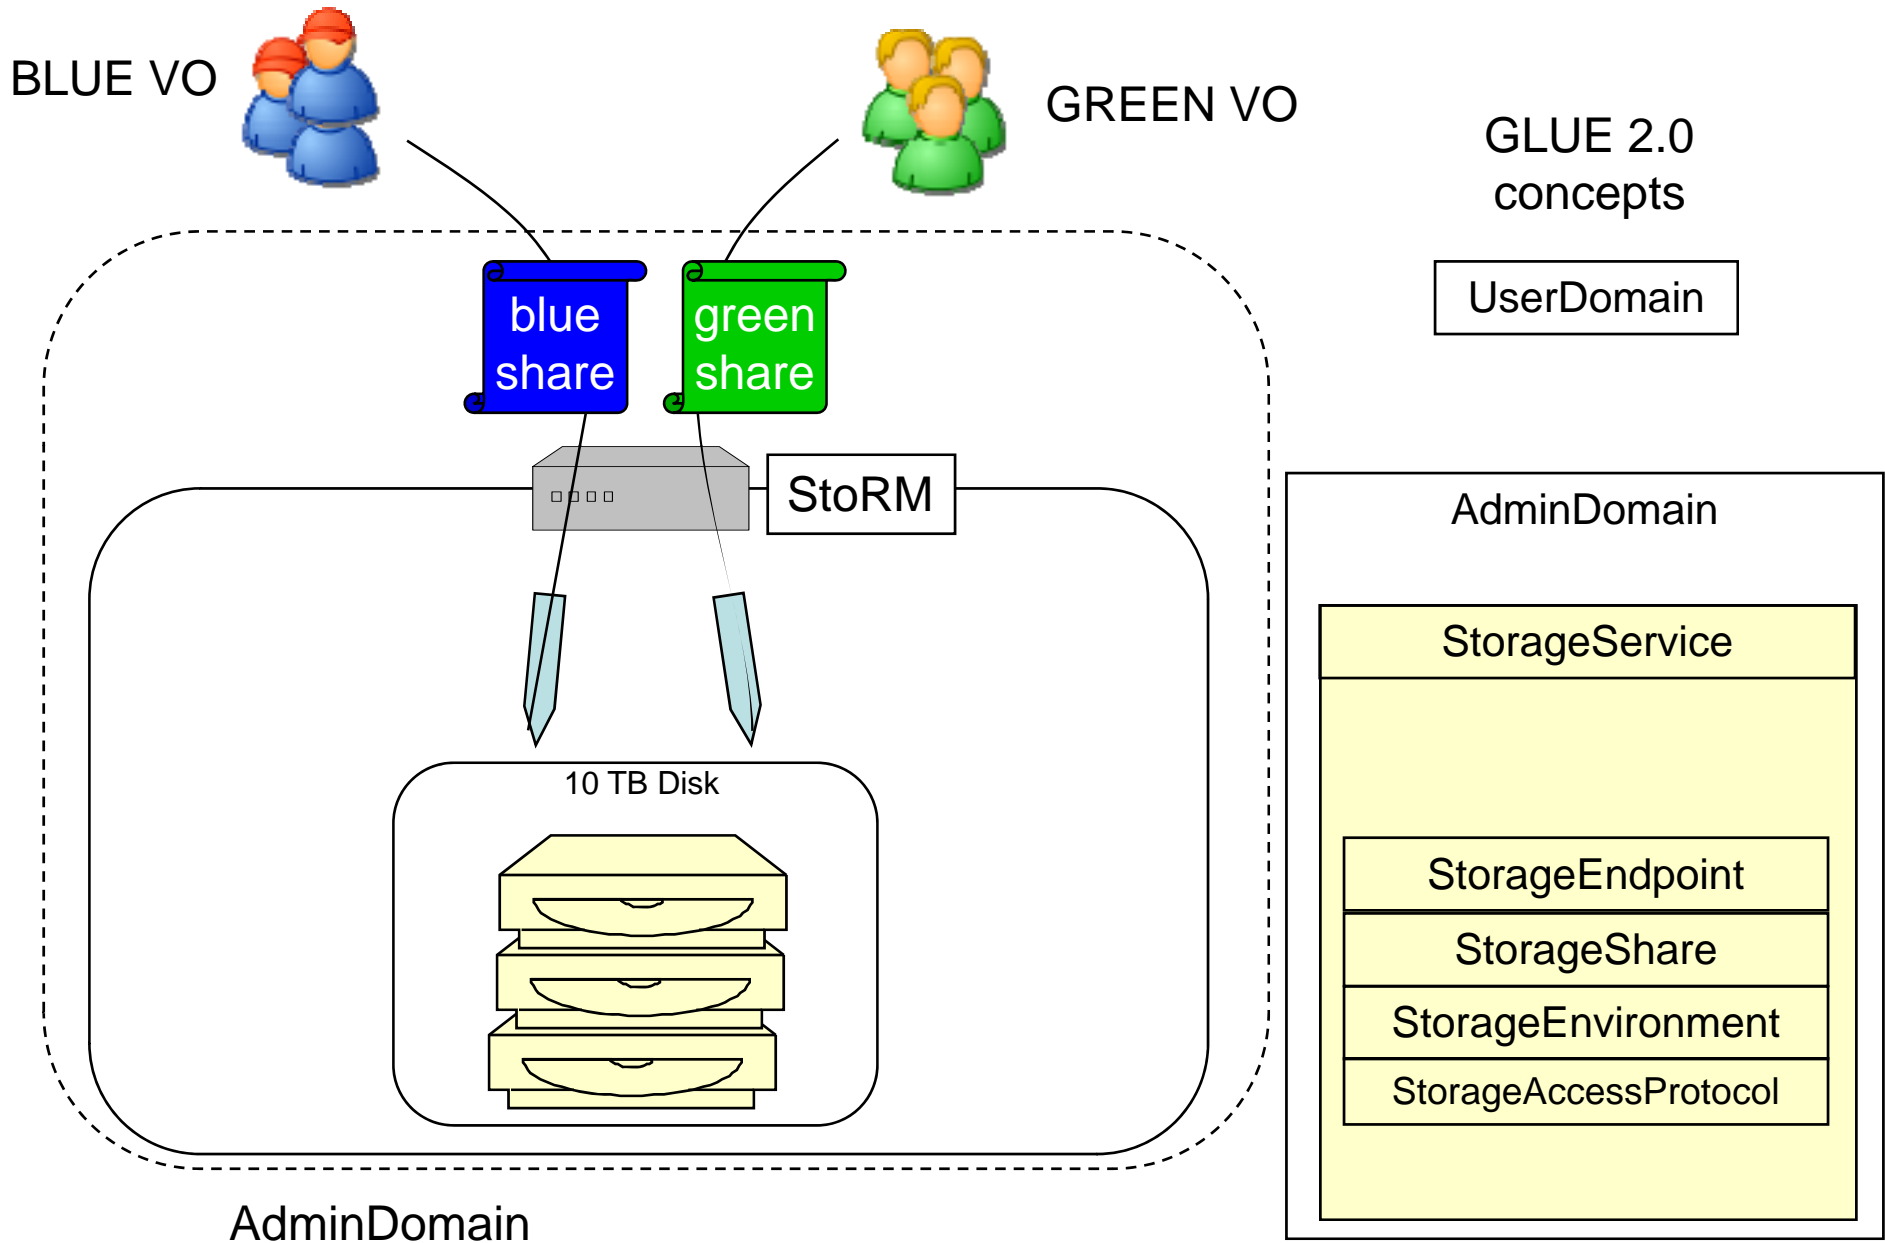 BLUE VO
GREEN VO
GLUE 2.0
concepts
blue
share
green
share
UserDomain
StoRM
AdminDomain
StorageService
10 TB Disk
StorageEndpoint
StorageShare
StorageEnvironment
StorageAccessProtocol
AdminDomain